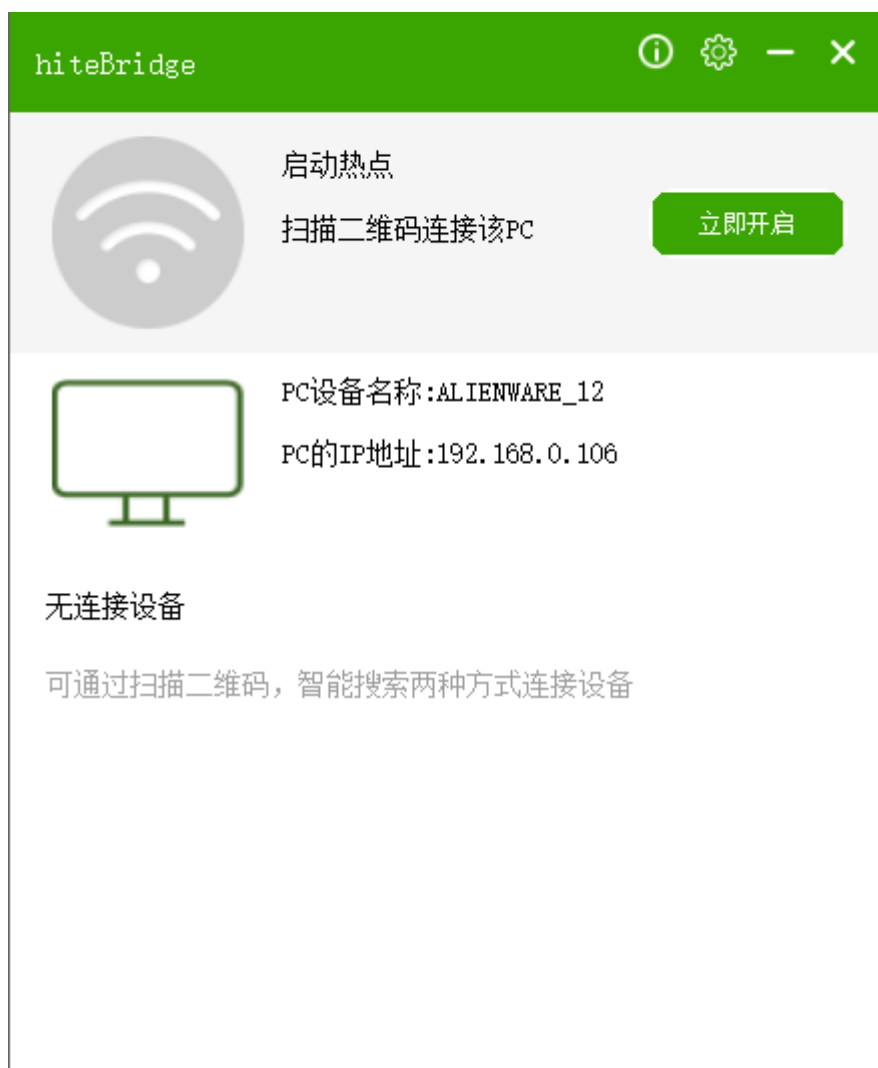 hiteBridge
启动热点
扫描二维码连接该PC
立即开启
PC设备名称:ALIENWARE_12
PC的IP地址:192.168.0.106
无连接设备
可通过扫描二维码，智能搜索两种方式连接设备